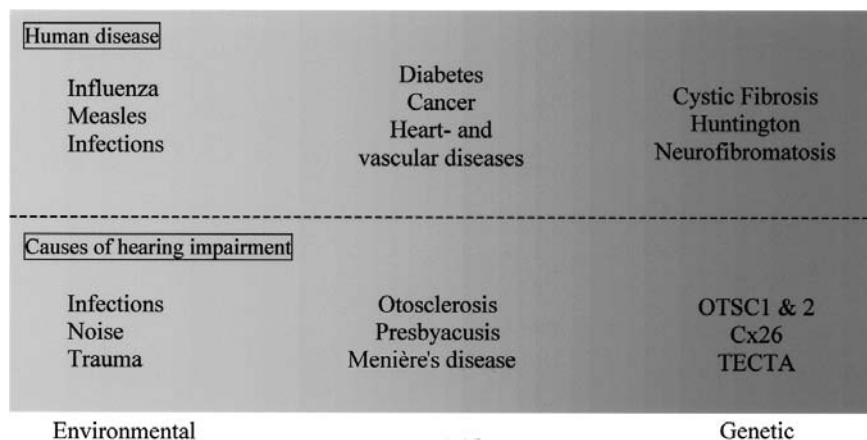 Human disease
Influenza
Measles
Infections
Diabetes
Cancer
Heart- and
vascular diseases
Cystic Fibrosis
Huntington
Neurofibromatosis
Causes of hearing impairment
Infections
Noise
Trauma
Otosclerosis
Presbyacusis
Menière's disease
OTSC1 & 2
Cx26
TECTA
Environmental
Genetic